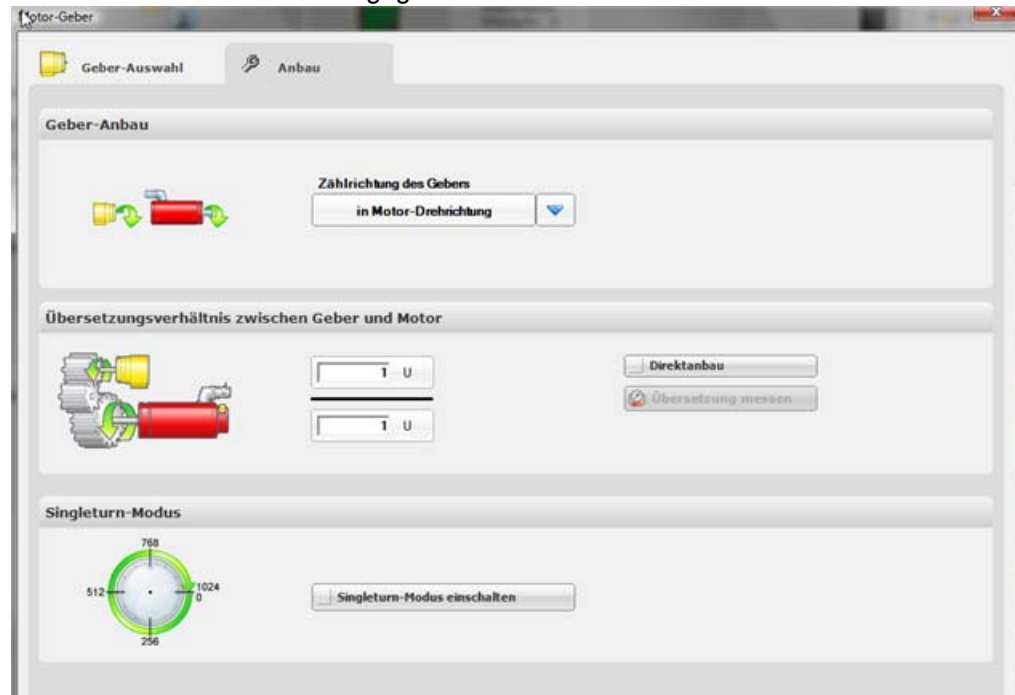 Motor-Geber
Geber-Auswahl
Anbau
Geber-Anbau
Zählrichtung des Gebers
in Motor-Drehrichtung
Übersetzungsverhältnis zwischen Geber und Motor
1 U
Direktanbau
Übersetzung messen
1 U
Singleturn-Modus
768
512
1024
0
256
Singleturn-Modus einschalten